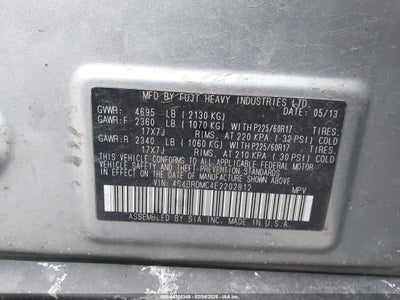 MFD BY FUJI HEAVY INDUSTRIES LTD. 05/13
GVWR: 4695 LB (2130 KG)
GAWR:F 2360 LB (1070 KG) WITH P225/60R17 TIRES.
17X7J RIMS. AT 220 KPA (32 PSI) COLD
GAWR:R 2340 LB (1060 KG) WITH P225/60R17 TIRES.
17X7J RIMS. AT 210 KPA (30 PSI) COLD
THIS VEHICLE CONFORMS TO ALL APPLICABLE FEDERAL MOTOR
VEHICLE SAFETY AND THEFT PREVENTION STANDARDS IN EFFECT
ON THE DATE OF MANUFACTURE SHOWN ABOVE.
VIN: 4S4BRDMC4E2202812 MPV
ASSEMBLED BY SIA INC. MADE IN U.S.A.
02/04/2026